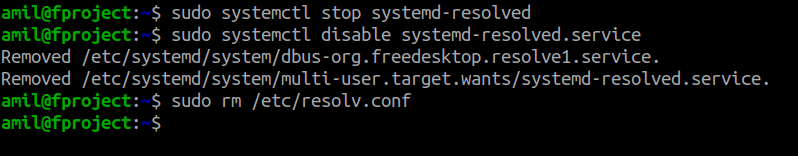 amil@fproject:~$ sudo systemctl stop systemd-resolved
amil@fproject:~$ sudo systemctl disable systemd-resolved.service
Removed /etc/systemd/system/dbus-org.freedesktop.resolve1.service.
Removed /etc/systemd/system/multi-user.target.wants/systemd-resolved.service.
amil@fproject:~$ sudo rm /etc/resolv.conf
amil@fproject:~$